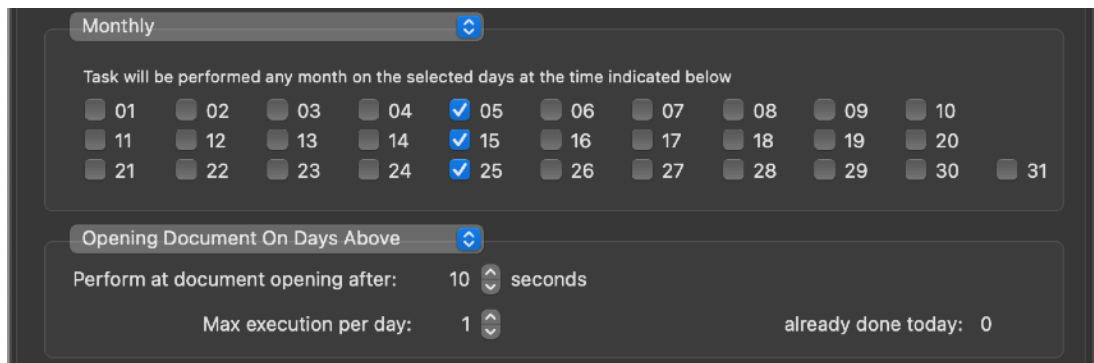 Monthly
Task will be performed any month on the selected days at the time indicated below
01 02 03 04 05 06 07 08 09 10
11 12 13 14 15 16 17 18 19 20
21 22 23 24 25 26 27 28 29 30 31
Opening Document On Days Above
Perform at document opening after: 10 seconds
Max execution per day: 1 already done today: 0